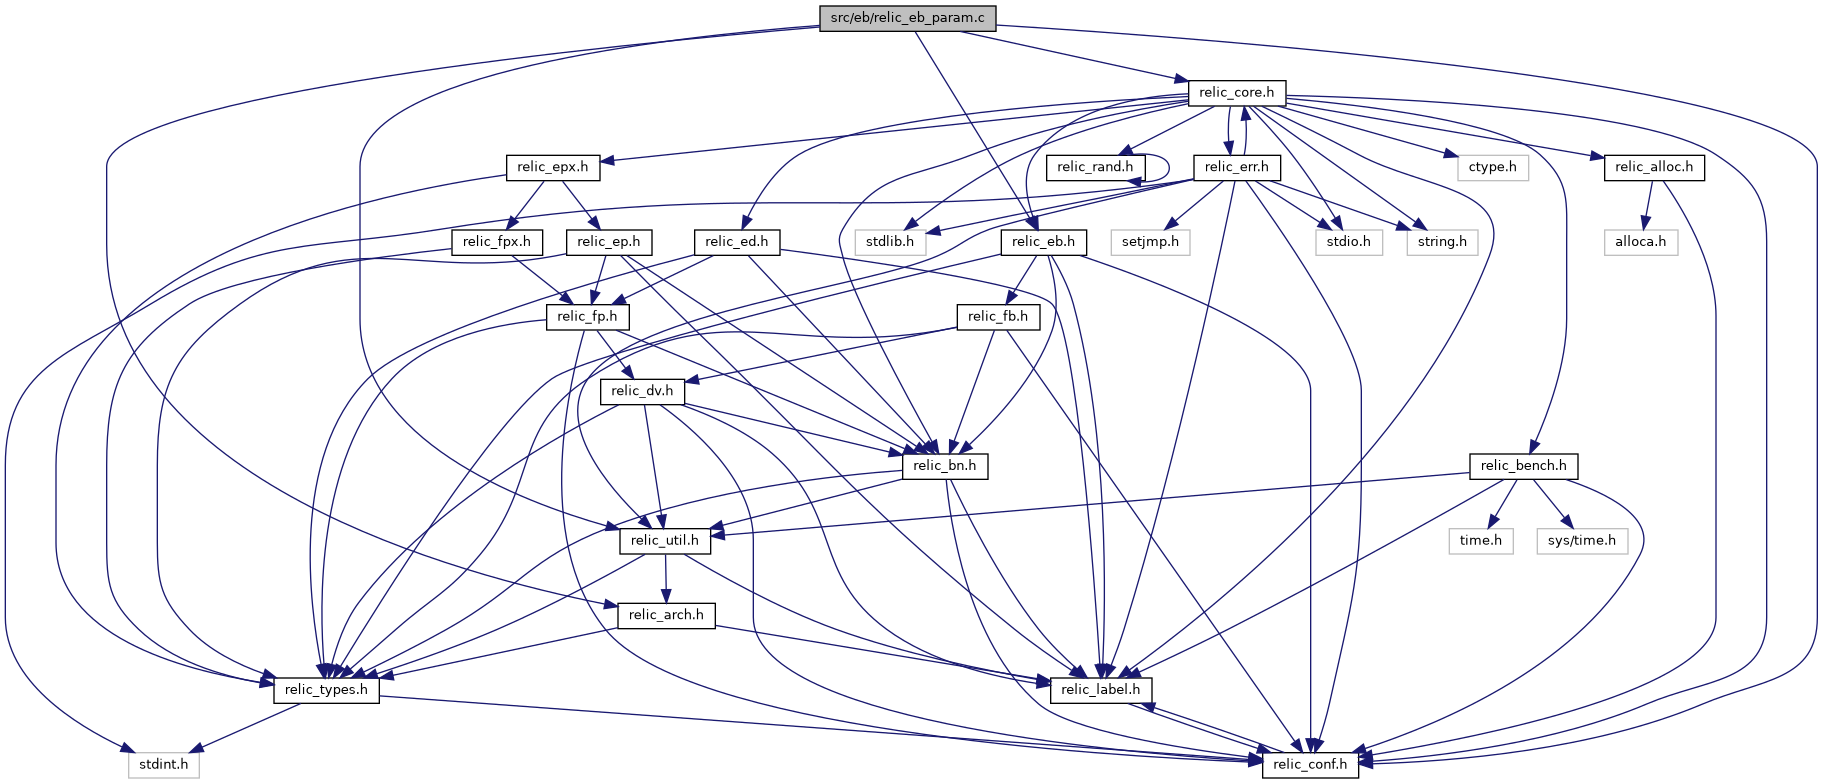 src/eb/relic_eb_param.c
relic_core.h
relic_epx.h
relic_rand.h
relic_err.h
ctype.h
relic_alloc.h
relic_fpx.h
relic_ep.h
relic_ed.h
stdlib.h
relic_eb.h
setjmp.h
stdio.h
string.h
alloca.h
relic_fp.h
relic_fb.h
relic_dv.h
relic_bn.h
relic_bench.h
relic_util.h
time.h
sys/time.h
relic_arch.h
relic_types.h
relic_label.h
stdint.h
relic_conf.h